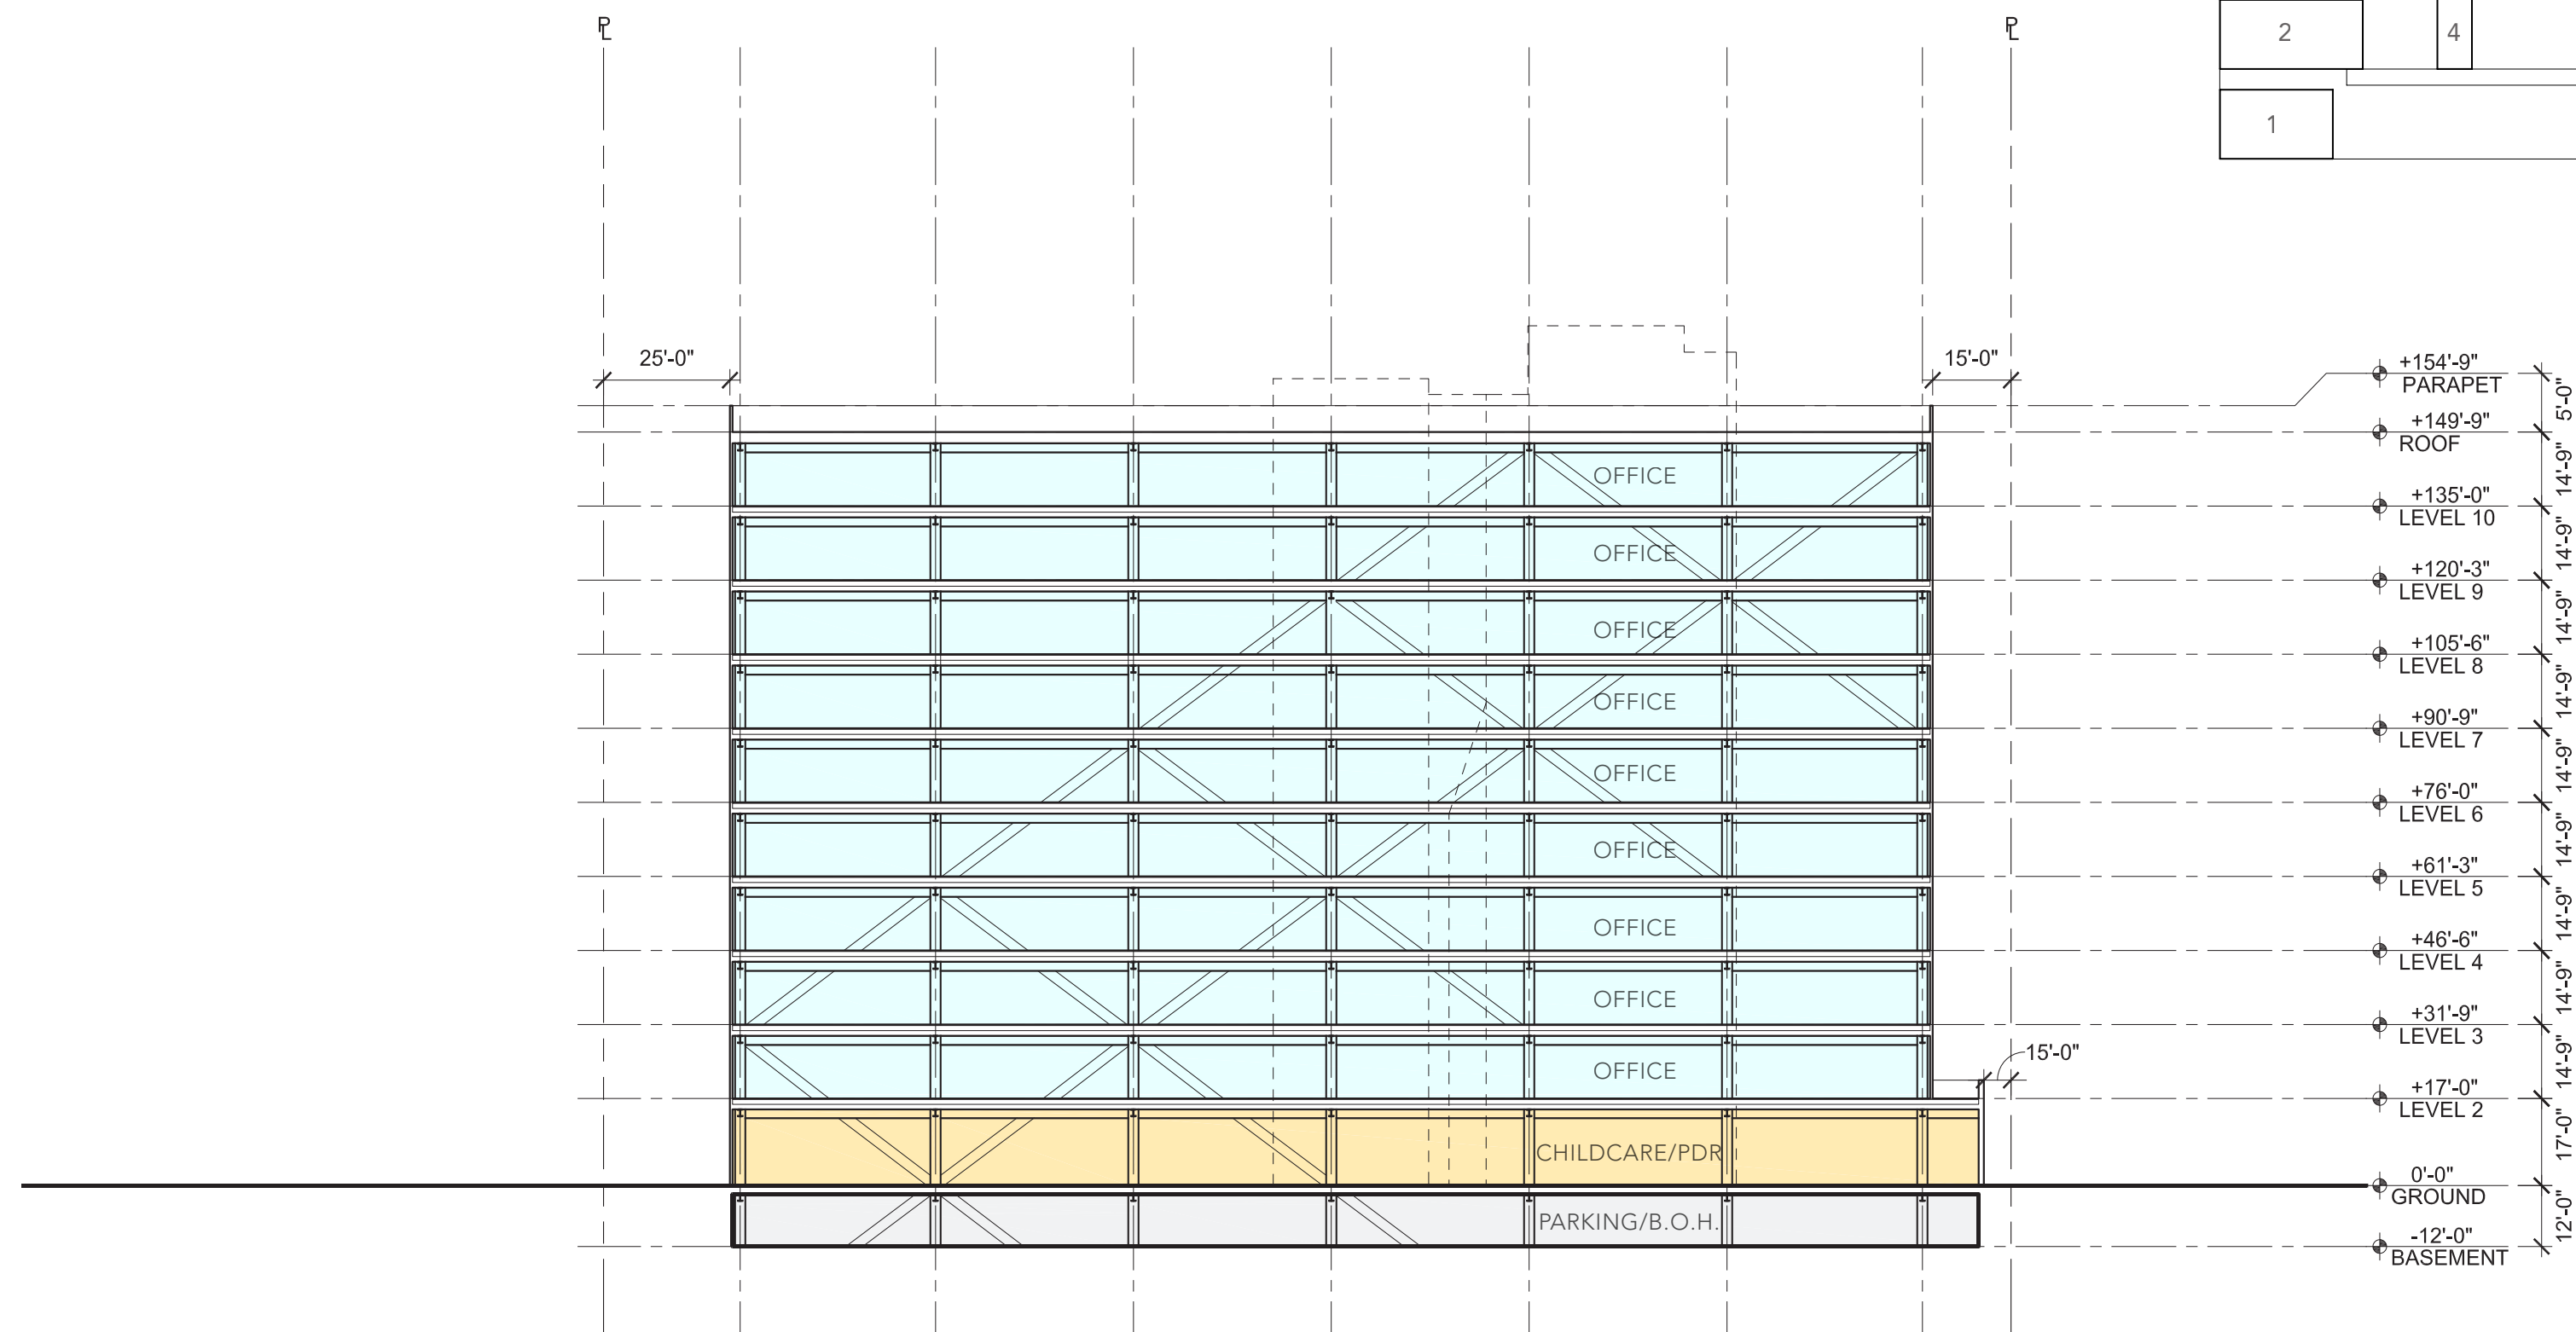 PL
PL
2
4
1
25'-0"
15'-0"
+154'-9"
PARAPET
5'-0"
+149'-9"
ROOF
14'-9"
OFFICE
+135'-0"
LEVEL 10
14'-9"
OFFICE
+120'-3"
LEVEL 9
14'-9"
OFFICE
+105'-6"
LEVEL 8
14'-9"
OFFICE
+90'-9"
LEVEL 7
14'-9"
OFFICE
+76'-0"
LEVEL 6
14'-9"
OFFICE
+61'-3"
LEVEL 5
14'-9"
OFFICE
+46'-6"
LEVEL 4
14'-9"
OFFICE
+31'-9"
LEVEL 3
14'-9"
OFFICE
15'-0"
+17'-0"
LEVEL 2
17'-0"
CHILDCARE/PDR
0'-0"
GROUND
12'-0"
PARKING/B.O.H.
-12'-0"
BASEMENT